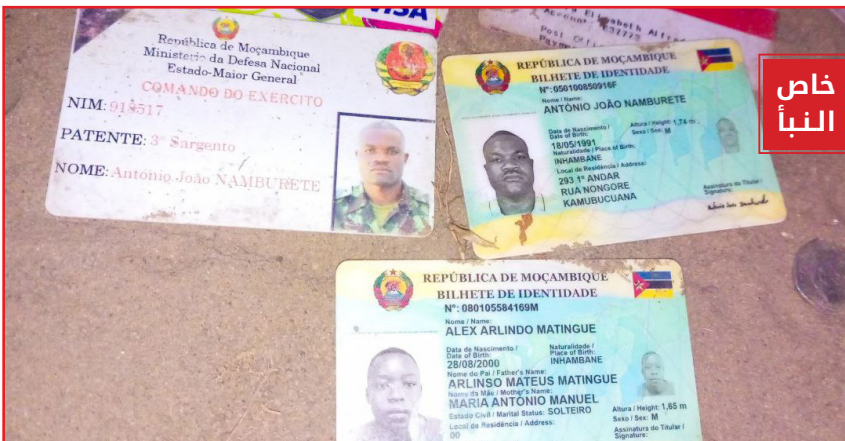 VISA
República de Moçambique
Ministério da Defesa Nacional
Estado-Maior General
COMANDO DO EXERCITO
PATENTE: 3º Sargento
NOME: António João NAMBURETE
REPÚBLICA DE MOÇAMBIQUE
BILHETE DE IDENTIDADE
Nº: 050100850916F
Nome / Name:
ANTÓNIO JOÃO NAMBURETE
Data de Nascimento /
Date of Birth:
18/05/1991
Altura / Height: 1,74 m
Sexo / Sex: M
Naturalidade / Place of Birth:
INHAMBANE
Local de Residência / Address:
293 1º ANDAR
RUA NONGORE
KAMUBUCUANA
Assinatura do Titular /
Signature:
خاص
النبأ
REPÚBLICA DE MOÇAMBIQUE
BILHETE DE IDENTIDADE
Nº: 080105584169M
Nome / Name:
ALEX ARLINDO MATINGUE
Data de Nascimento /
Date of Birth:
28/08/2000
Naturalidade /
Place of Birth:
INHAMBANE
Nome do Pai / Father's Name:
ARLINSO MATEUS MATINGUE
Nome da Mãe / Mother's Name:
MARIA ANTÓNIO MANUEL
Estado Civil / Marital Status: SOLTEIRO
Altura / Height: 1,65 m
Sexo / Sex: M
Local de Residência / Address:
00
Assinatura do Titular /
Signature: